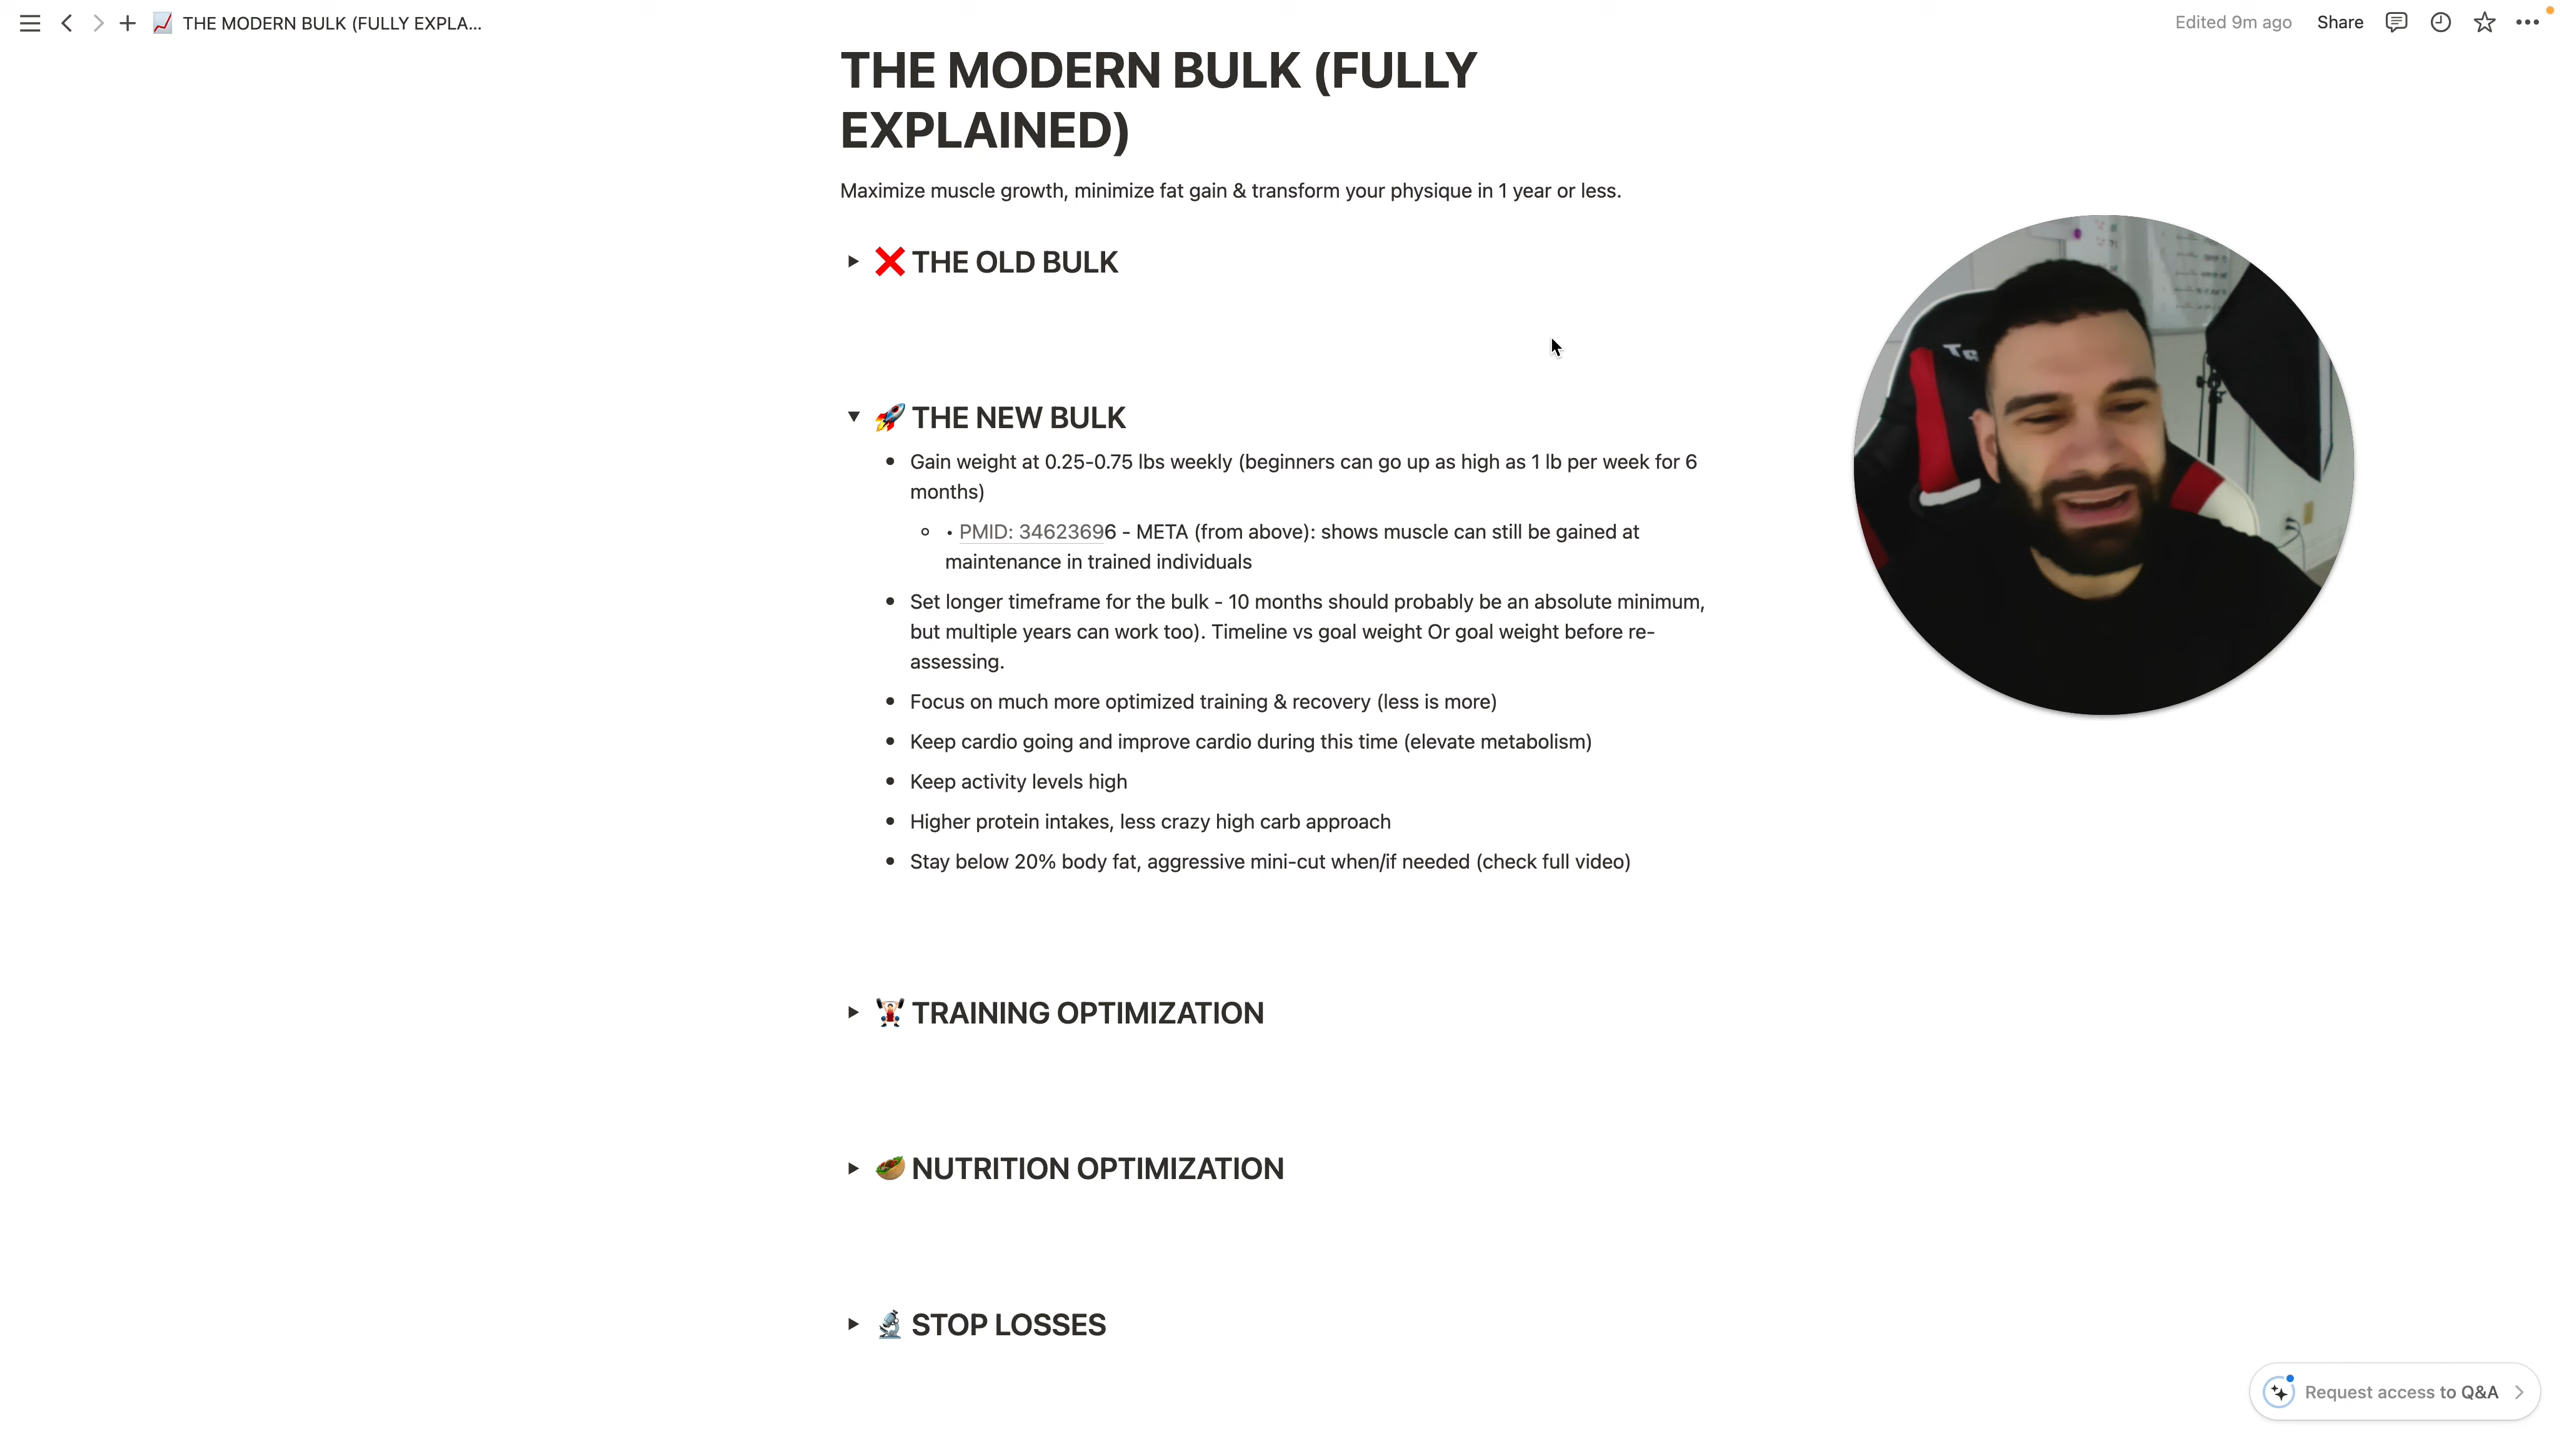 THE MODERN BULK (FULLY EXPLA...
Edited 9m ago
Share
THE MODERN BULK (FULLY
EXPLAINED)
Maximize muscle growth, minimize fat gain & transform your physique in 1 year or less.
❌ THE OLD BULK
🚀 THE NEW BULK
• Gain weight at 0.25-0.75 lbs weekly (beginners can go up as high as 1 lb per week for 6
months)
◦ • PMID: 34623696 - META (from above): shows muscle can still be gained at
maintenance in trained individuals
• Set longer timeframe for the bulk - 10 months should probably be an absolute minimum,
but multiple years can work too). Timeline vs goal weight Or goal weight before re-
assessing.
• Focus on much more optimized training & recovery (less is more)
• Keep cardio going and improve cardio during this time (elevate metabolism)
• Keep activity levels high
• Higher protein intakes, less crazy high carb approach
• Stay below 20% body fat, aggressive mini-cut when/if needed (check full video)
🏋🏻 TRAINING OPTIMIZATION
🥙 NUTRITION OPTIMIZATION
🔬 STOP LOSSES
Request access to Q&A